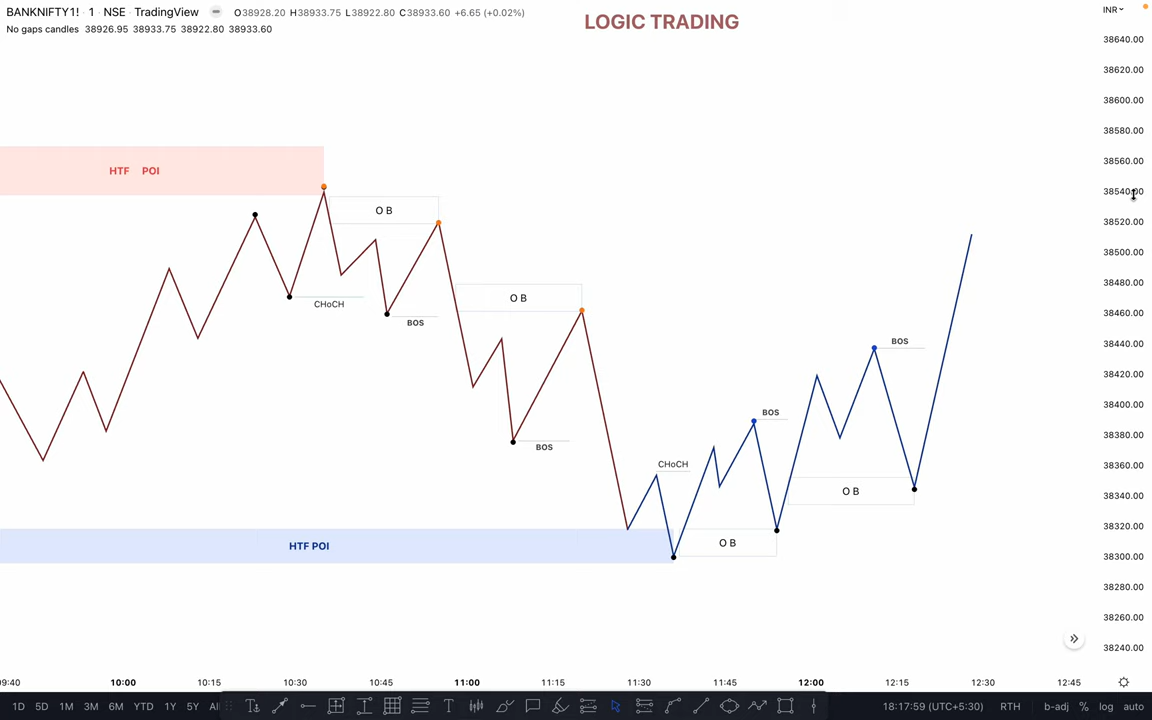 BANKNIFTY1! · 1 · NSE · TradingView O38928.20 H38933.75 L38922.80 C38933.60 +6.65 (+0.02%)
No gaps candles 38926.95 38933.75 38922.80 38933.60
LOGIC TRADING
INR
38640.00
38620.00
38600.00
38580.00
38560.00
38540.00
38520.00
38500.00
38480.00
38460.00
38440.00
38420.00
38400.00
38380.00
38360.00
38340.00
38320.00
38300.00
38280.00
38260.00
38240.00
HTF POI
O B
CHoCH
BOS
O B
BOS
CHoCH
BOS
BOS
O B
O B
HTF POI
09:40 10:00 10:15 10:30 10:45 11:00 11:15 11:30 11:45 12:00 12:15 12:30 12:45
1D 5D 1M 3M 6M YTD 1Y 5Y 18:17:59 (UTC+5:30) RTH b-adj % log auto